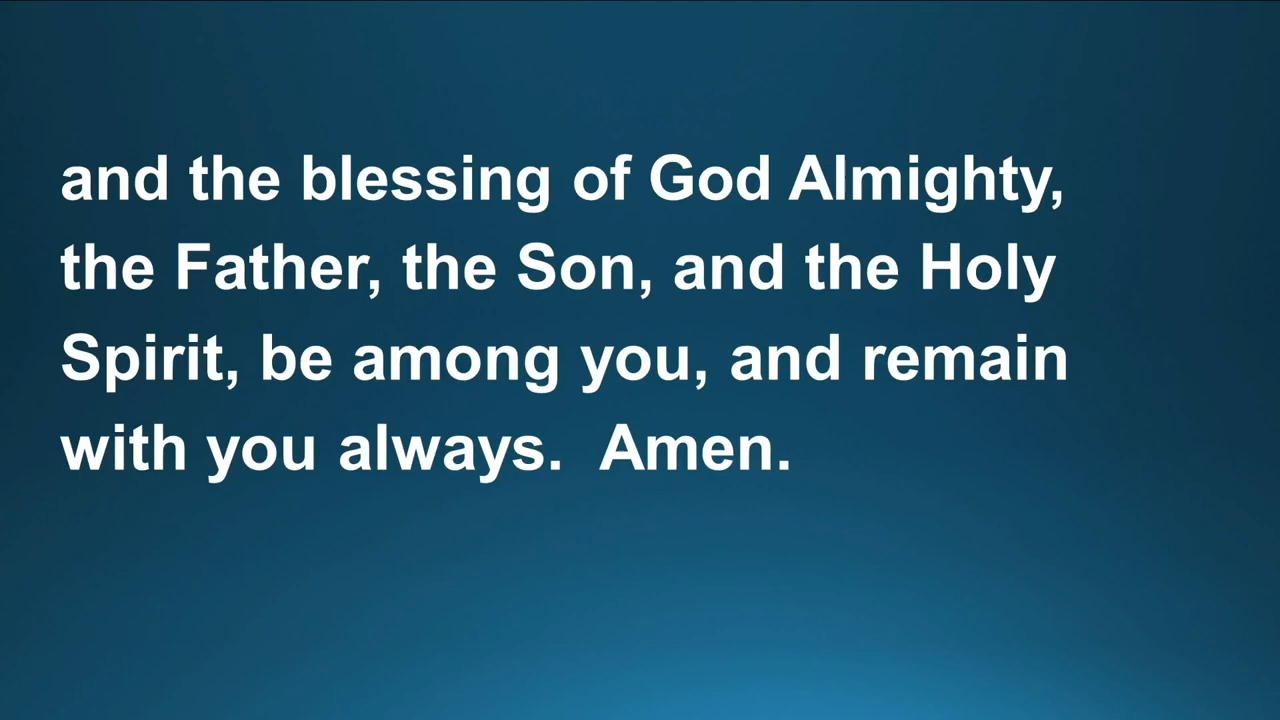 and the blessing of God Almighty,
the Father, the Son, and the Holy
Spirit, be among you, and remain
with you always.  Amen.